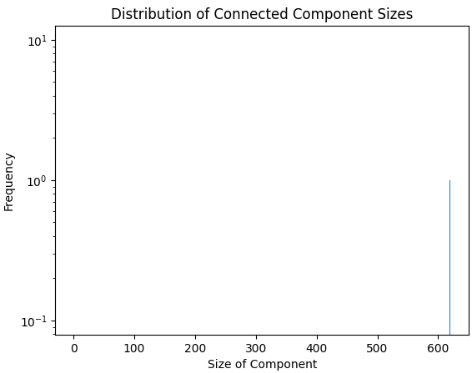 Distribution of Connected Component Sizes
10¹
10⁰
10⁻¹
Frequency
0 100 200 300 400 500 600
Size of Component